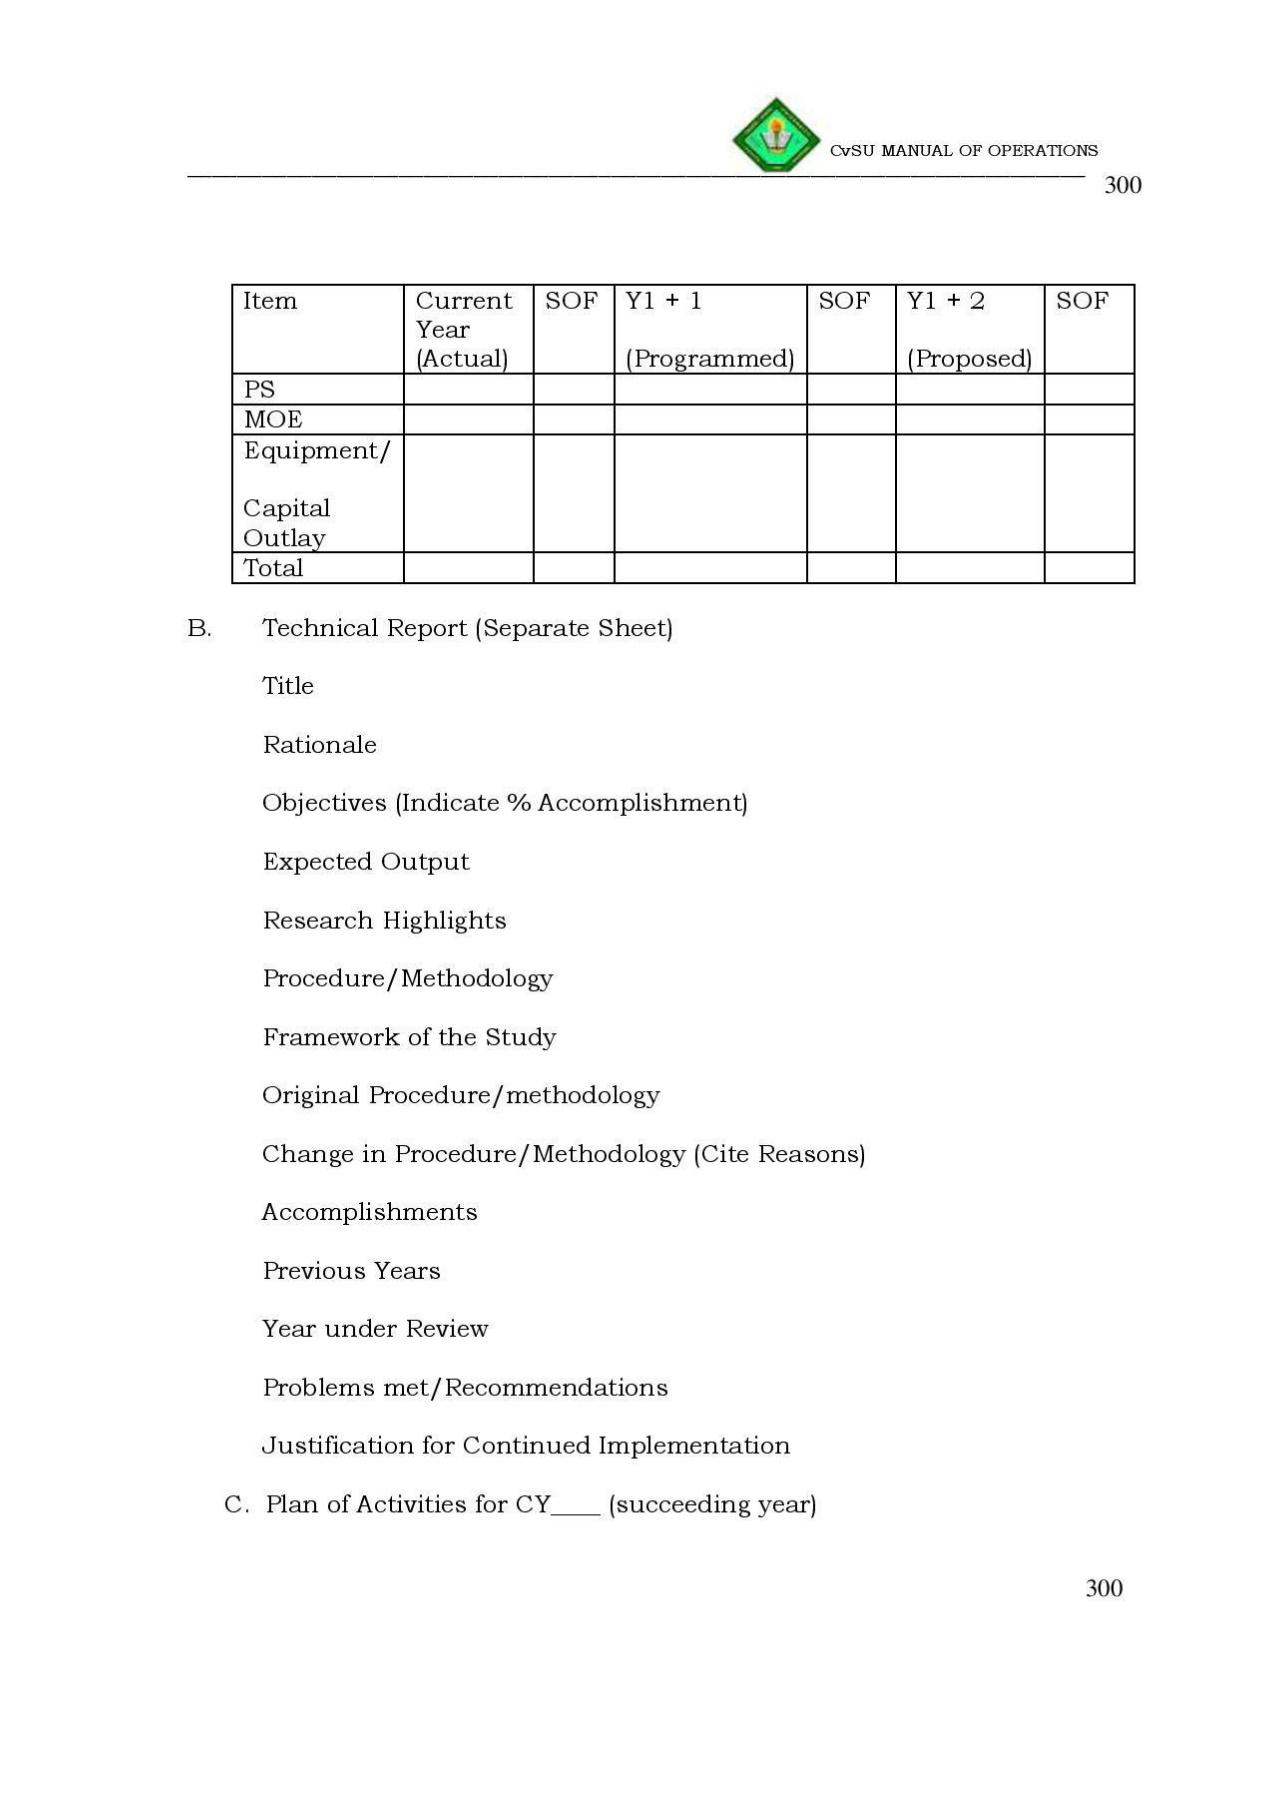 CvSU MANUAL OF OPERATIONS
300
Item Current SOF Y1 + 1 SOF Y1 + 2 SOF
Year
(Actual) (Programmed) (Proposed)
PS
MOE
Equipment/
Capital
Outlay
Total
B. Technical Report (Separate Sheet)
Title
Rationale
Objectives (Indicate % Accomplishment)
Expected Output
Research Highlights
Procedure/Methodology
Framework of the Study
Original Procedure/methodology
Change in Procedure/Methodology (Cite Reasons)
Accomplishments
Previous Years
Year under Review
Problems met/Recommendations
Justification for Continued Implementation
C. Plan of Activities for CY____ (succeeding year)
300